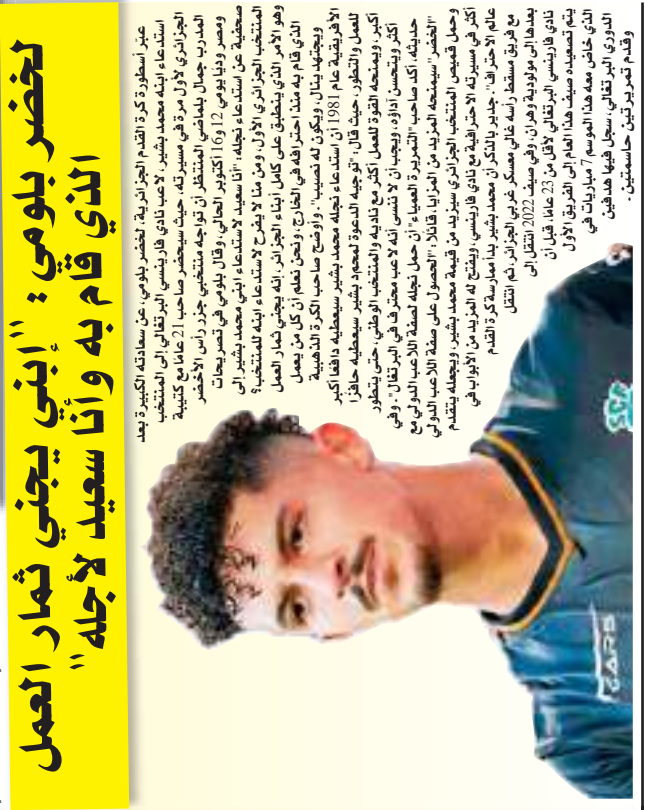 لخضر بلومي: "إبني يجني ثمار العمل
الذي قام به وأنا سعيد لأجله"
عبر أسطورة كرة القدم الجزائرية، لخضر بلومي، عن سعادته الكبيرة بعد
استدعاء ابنه محمد بشير، لاعب نادي فارينسي البرتغالي إلى المنتخب
الجزائري لأول مرة في مسيرته، حيث سيحضر صاحب 21 عاما مع كتيبة
المدرب جمال بلماضي المنتظر أن تواجه منتخبي جزر رأس الأخضر
ومصر وديا يومي 12 و16 أكتوبر الحالي، وقال بلومي في تصريحات
صحفية عن استدعاء نجله، "أنا سعيد لاستدعاء ابني محمد بشير إلى
المنتخب الجزائري الأول، ومن منا لا يفرح لاستدعاء ابنه للمنتخب؟
وهو الأمر الذي ينطبق على كامل أبناء الجزائر، إنه يجني ثمار العمل
الذي قام به منذ احترافه في الخارج، ونحن نعلم أن كل من يعمل
ويجتهد ينال، ويكون له نصيب". وأوضح صاحب الكرة الذهبية
الأفريقية عام 1981 أن استدعاء نجله محمد بشير سيعطيه دافعا أكبر
للعمل والتطور، حيث قال، "توجيه الدعوة لمحمد بشير سيعطيه حافزا
أكبر، ويمنحه القوة للعمل أكثر مع ناديه والمنتخب الوطني، حتى يتطور
أكثر ويتحسن أداؤه، ويجب أن لا ننسى أنه لاعب محترف في البرتغال". وفي
حديثه، أكد صاحب "التمريرة العمياء" أن حمل نجله لصفة اللاعب الدولي مع
"الخضر" سيمنحه المزيد من المزايا، قائلا، "الحصول على صفة اللاعب الدولي
وحمل قميص المنتخب الجزائري سيزيد من قيمة محمد بشير، ويجعله يتقدم
أكثر في مسيرته الاحترافية مع نادي فارينسي، ويفتح له المزيد من الأبواب في
عالم الاحتراف". جدير بالذكر أن محمد بشير بدأ ممارسة كرة القدم
مع فريق مسقط رأسه غالي معسكر غربي الجزائر، ثم انتقل
بعدها إلى مولودية وهران، وفي صيف 2022 انتقل إلى
نادي فارينسي البرتغالي لأقل من 23 عاما، قبل أن
يتم تصعيده صيف هذا العام إلى الفريق الأول
الذي خاض معه هذا الموسم 7 مباريات في
الدوري البرتغالي، سجل فيها هدفين
وقدم تمريرتين حاسمتين.
CARS